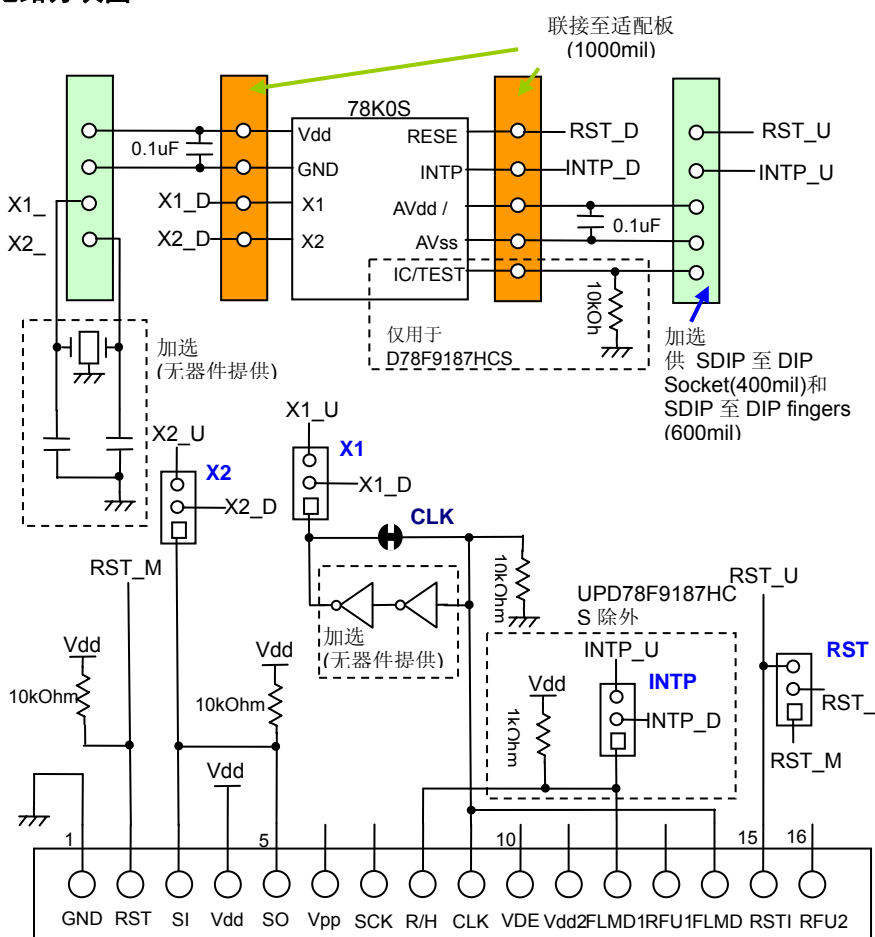 联接至适配板
(1000mil)
78K0S
Vdd
GND
X1
X2
RESE
INTP
AVdd /
AVss
IC/TEST
0.1uF
X1_
X2_
X1_D
X2_D
RST_D
INTP_D
RST_U
INTP_U
0.1uF
10kOh
仅用于
D78F9187HCS
加选
供 SDIP 至 DIP
Socket(400mil)和
SDIP 至 DIP fingers
(600mil)
加选
(无器件提供)
X2_U
X2
X2_D
X1_U
X1
X1_D
CLK
10kOhm
加选
(无器件提供)
RST_M
Vdd
10kOhm
Vdd
10kOhm
Vdd
UPD78F9187HC
S 除外
INTP_U
INTP
INTP_D
Vdd
1kOhm
RST_U
RST
RST_
RST_M
1
5
10
15
16
GND RST SI Vdd SO Vpp SCK R/H CLK VDE Vdd2 FLMD1 RFU1 FLMD RSTI RFU2